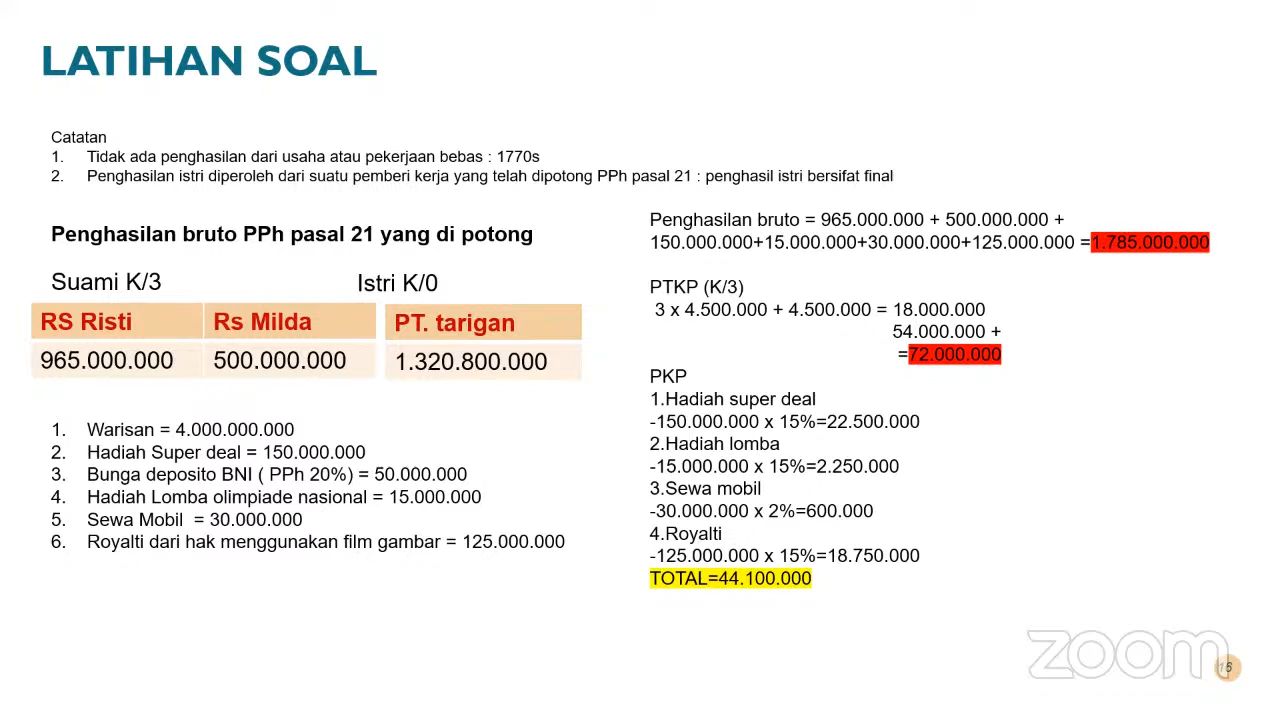 LATIHAN SOAL
Catatan
1. Tidak ada penghasilan dari usaha atau pekerjaan bebas : 1770s
2. Penghasilan istri diperoleh dari suatu pemberi kerja yang telah dipotong PPh pasal 21 : penghasil istri bersifat final
Penghasilan bruto PPh pasal 21 yang di potong
Suami K/3 Istri K/0
RS Risti Rs Milda PT. tarigan
965.000.000 500.000.000 1.320.800.000
1. Warisan = 4.000.000.000
2. Hadiah Super deal = 150.000.000
3. Bunga deposito BNI ( PPh 20%) = 50.000.000
4. Hadiah Lomba olimpiade nasional = 15.000.000
5. Sewa Mobil = 30.000.000
6. Royalti dari hak menggunakan film gambar = 125.000.000
Penghasilan bruto = 965.000.000 + 500.000.000 +
150.000.000+15.000.000+30.000.000+125.000.000 =1.785.000.000
PTKP (K/3)
3 x 4.500.000 + 4.500.000 = 18.000.000
54.000.000 +
=72.000.000
PKP
1.Hadiah super deal
-150.000.000 x 15%=22.500.000
2.Hadiah lomba
-15.000.000 x 15%=2.250.000
3.Sewa mobil
-30.000.000 x 2%=600.000
4.Royalti
-125.000.000 x 15%=18.750.000
TOTAL=44.100.000
zoom
16